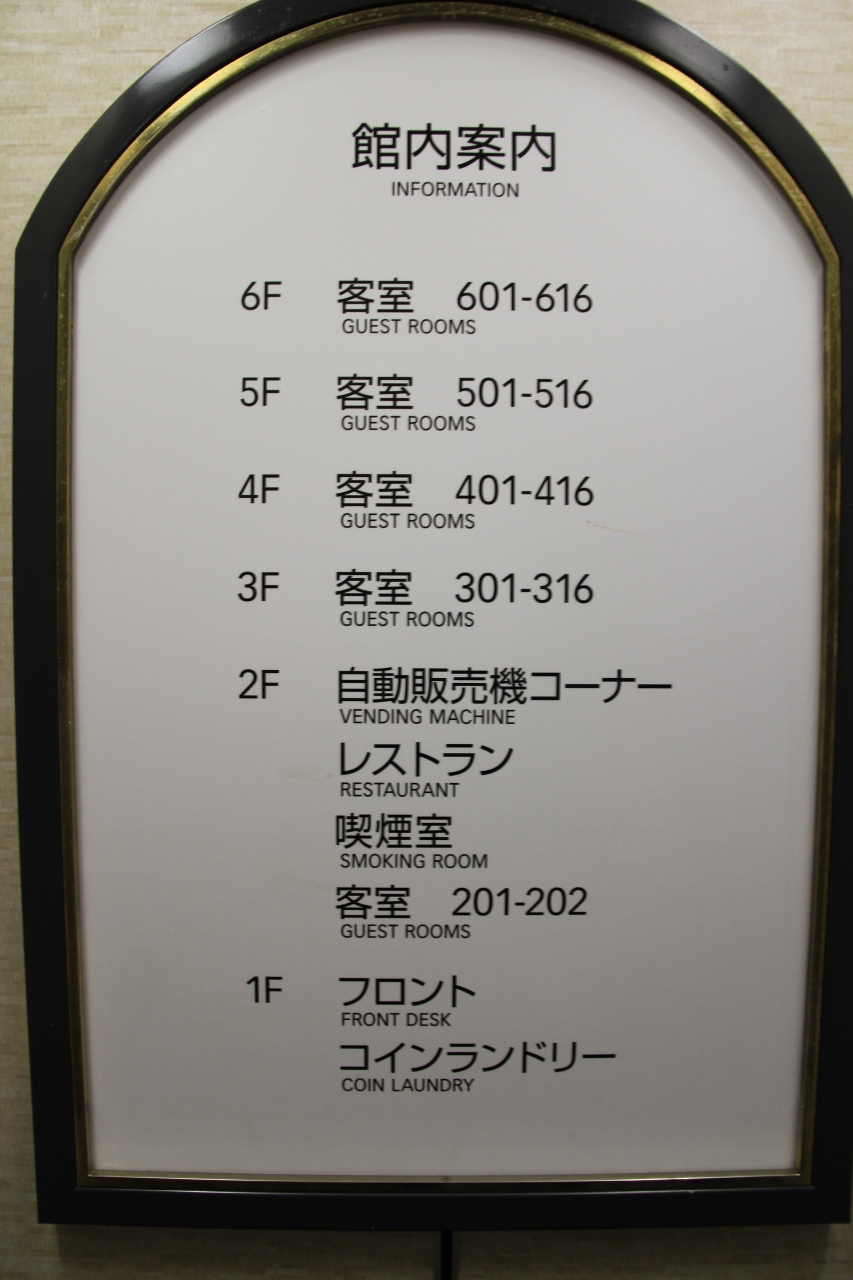 館内案内
INFORMATION
6F 客室 601-616
GUEST ROOMS
5F 客室 501-516
GUEST ROOMS
4F 客室 401-416
GUEST ROOMS
3F 客室 301-316
GUEST ROOMS
2F 自動販売機コーナー
VENDING MACHINE
レストラン
RESTAURANT
喫煙室
SMOKING ROOM
客室 201-202
GUEST ROOMS
1F フロント
FRONT DESK
コインランドリー
COIN LAUNDRY